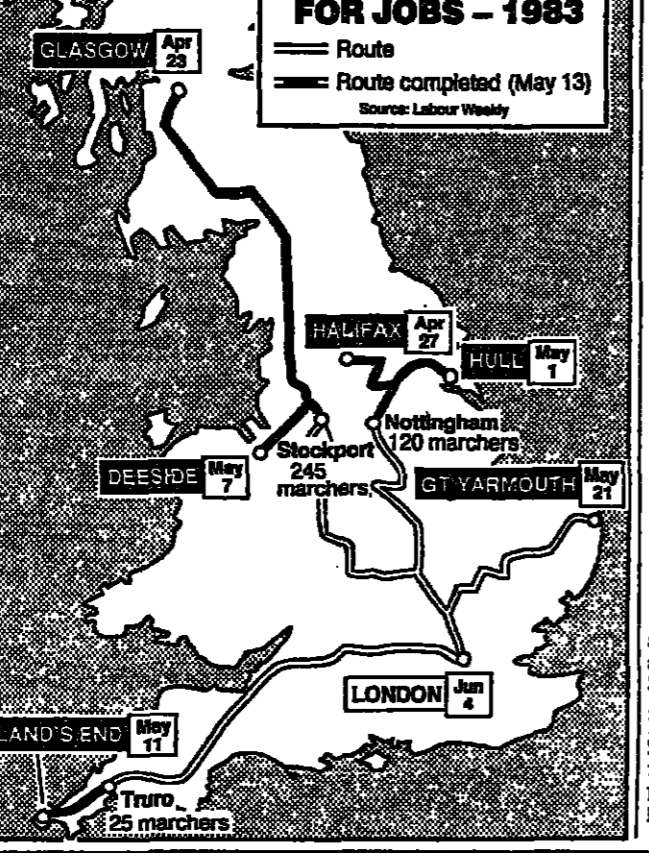 FOR JOBS – 1983
Route
Route completed (May 13)
Source: Labour Weekly
GLASGOW Apr 23
HALIFAX Apr 27
HULL May 1
Nottingham
120 marchers
Stockport
245
marchers
DEESIDE May 7
GT YARMOUTH May 21
LONDON Jun 4
LAND'S END May 11
Truro
25 marchers